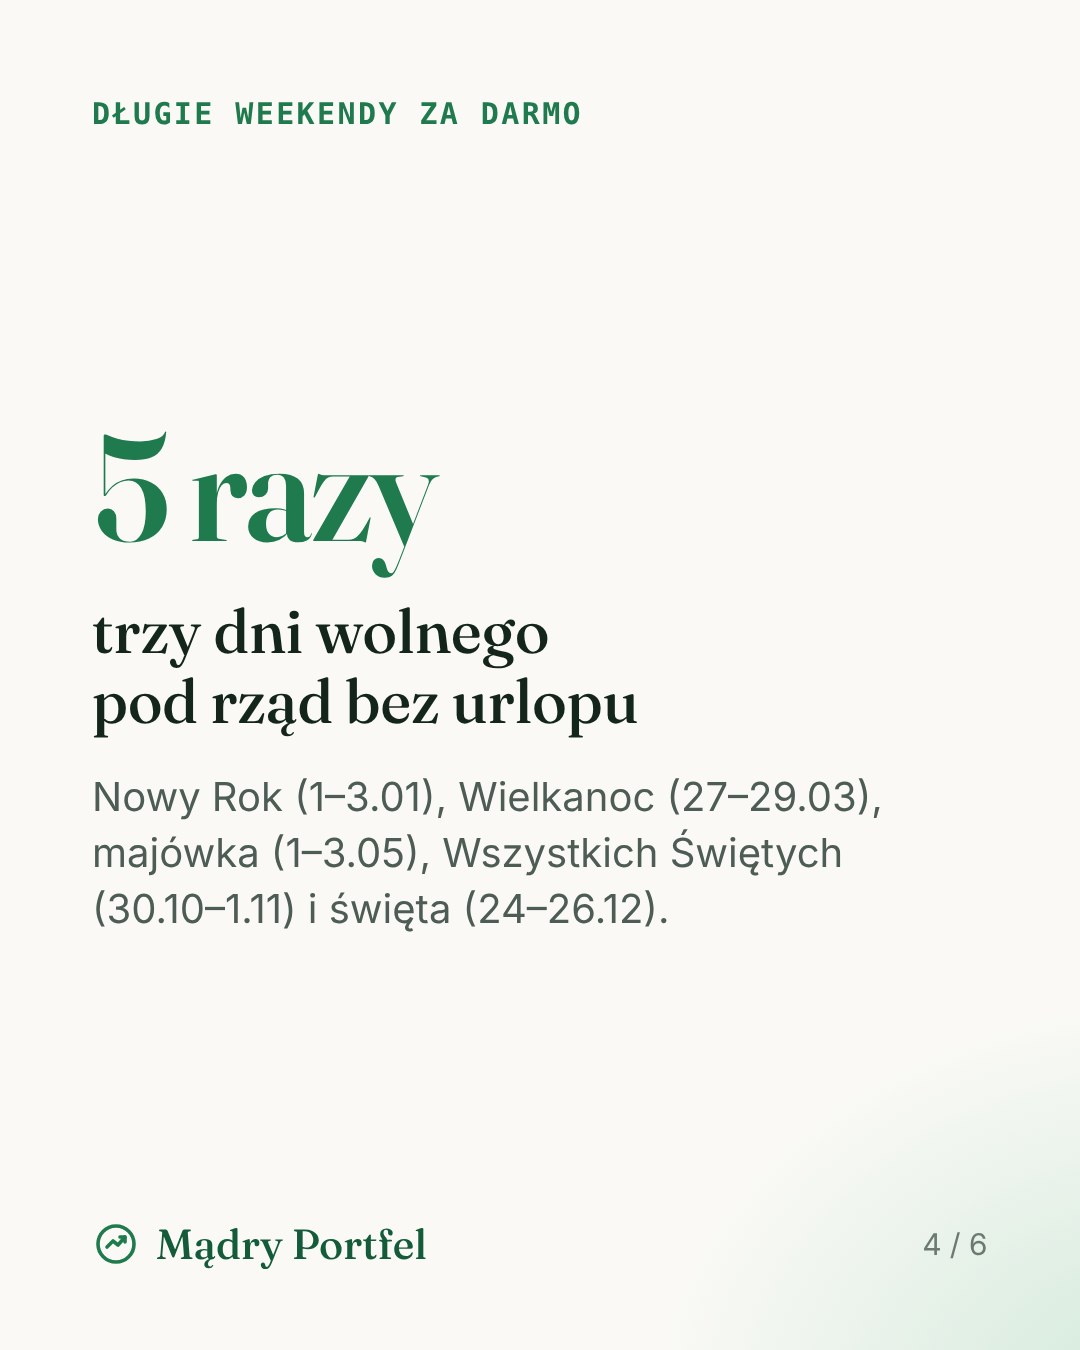 DŁUGIE WEEKENDY ZA DARMO
5 razy
trzy dni wolnego
pod rząd bez urlopu
Nowy Rok (1–3.01), Wielkanoc (27–29.03),
majówka (1–3.05), Wszystkich Świętych
(30.10–1.11) i święta (24–26.12).
Mądry Portfel
4 / 6